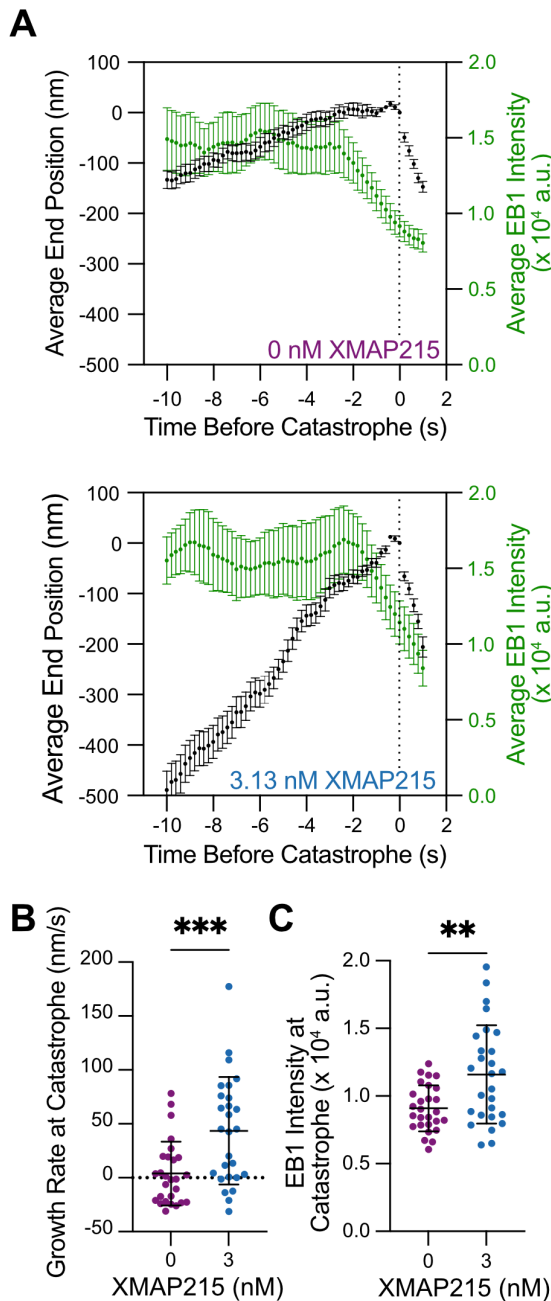 A
Average End Position (nm)
100
0
-100
-200
-300
-400
-500
2.0
1.5
1.0
0.5
0.0
Average EB1 Intensity
(x 10⁴ a.u.)
0 nM XMAP215
-10 -8 -6 -4 -2 0 2
Time Before Catastrophe (s)
Average End Position (nm)
100
0
-100
-200
-300
-400
-500
2.0
1.5
1.0
0.5
0.0
Average EB1 Intensity
(x 10⁴ a.u.)
3.13 nM XMAP215
-10 -8 -6 -4 -2 0 2
Time Before Catastrophe (s)
B
Growth Rate at Catastrophe (nm/s)
200
150
100
50
0
-50
***
0 3
XMAP215 (nM)
C
EB1 Intensity at
Catastrophe (x 10⁴ a.u.)
2.0
1.5
1.0
0.5
0.0
**
0 3
XMAP215 (nM)